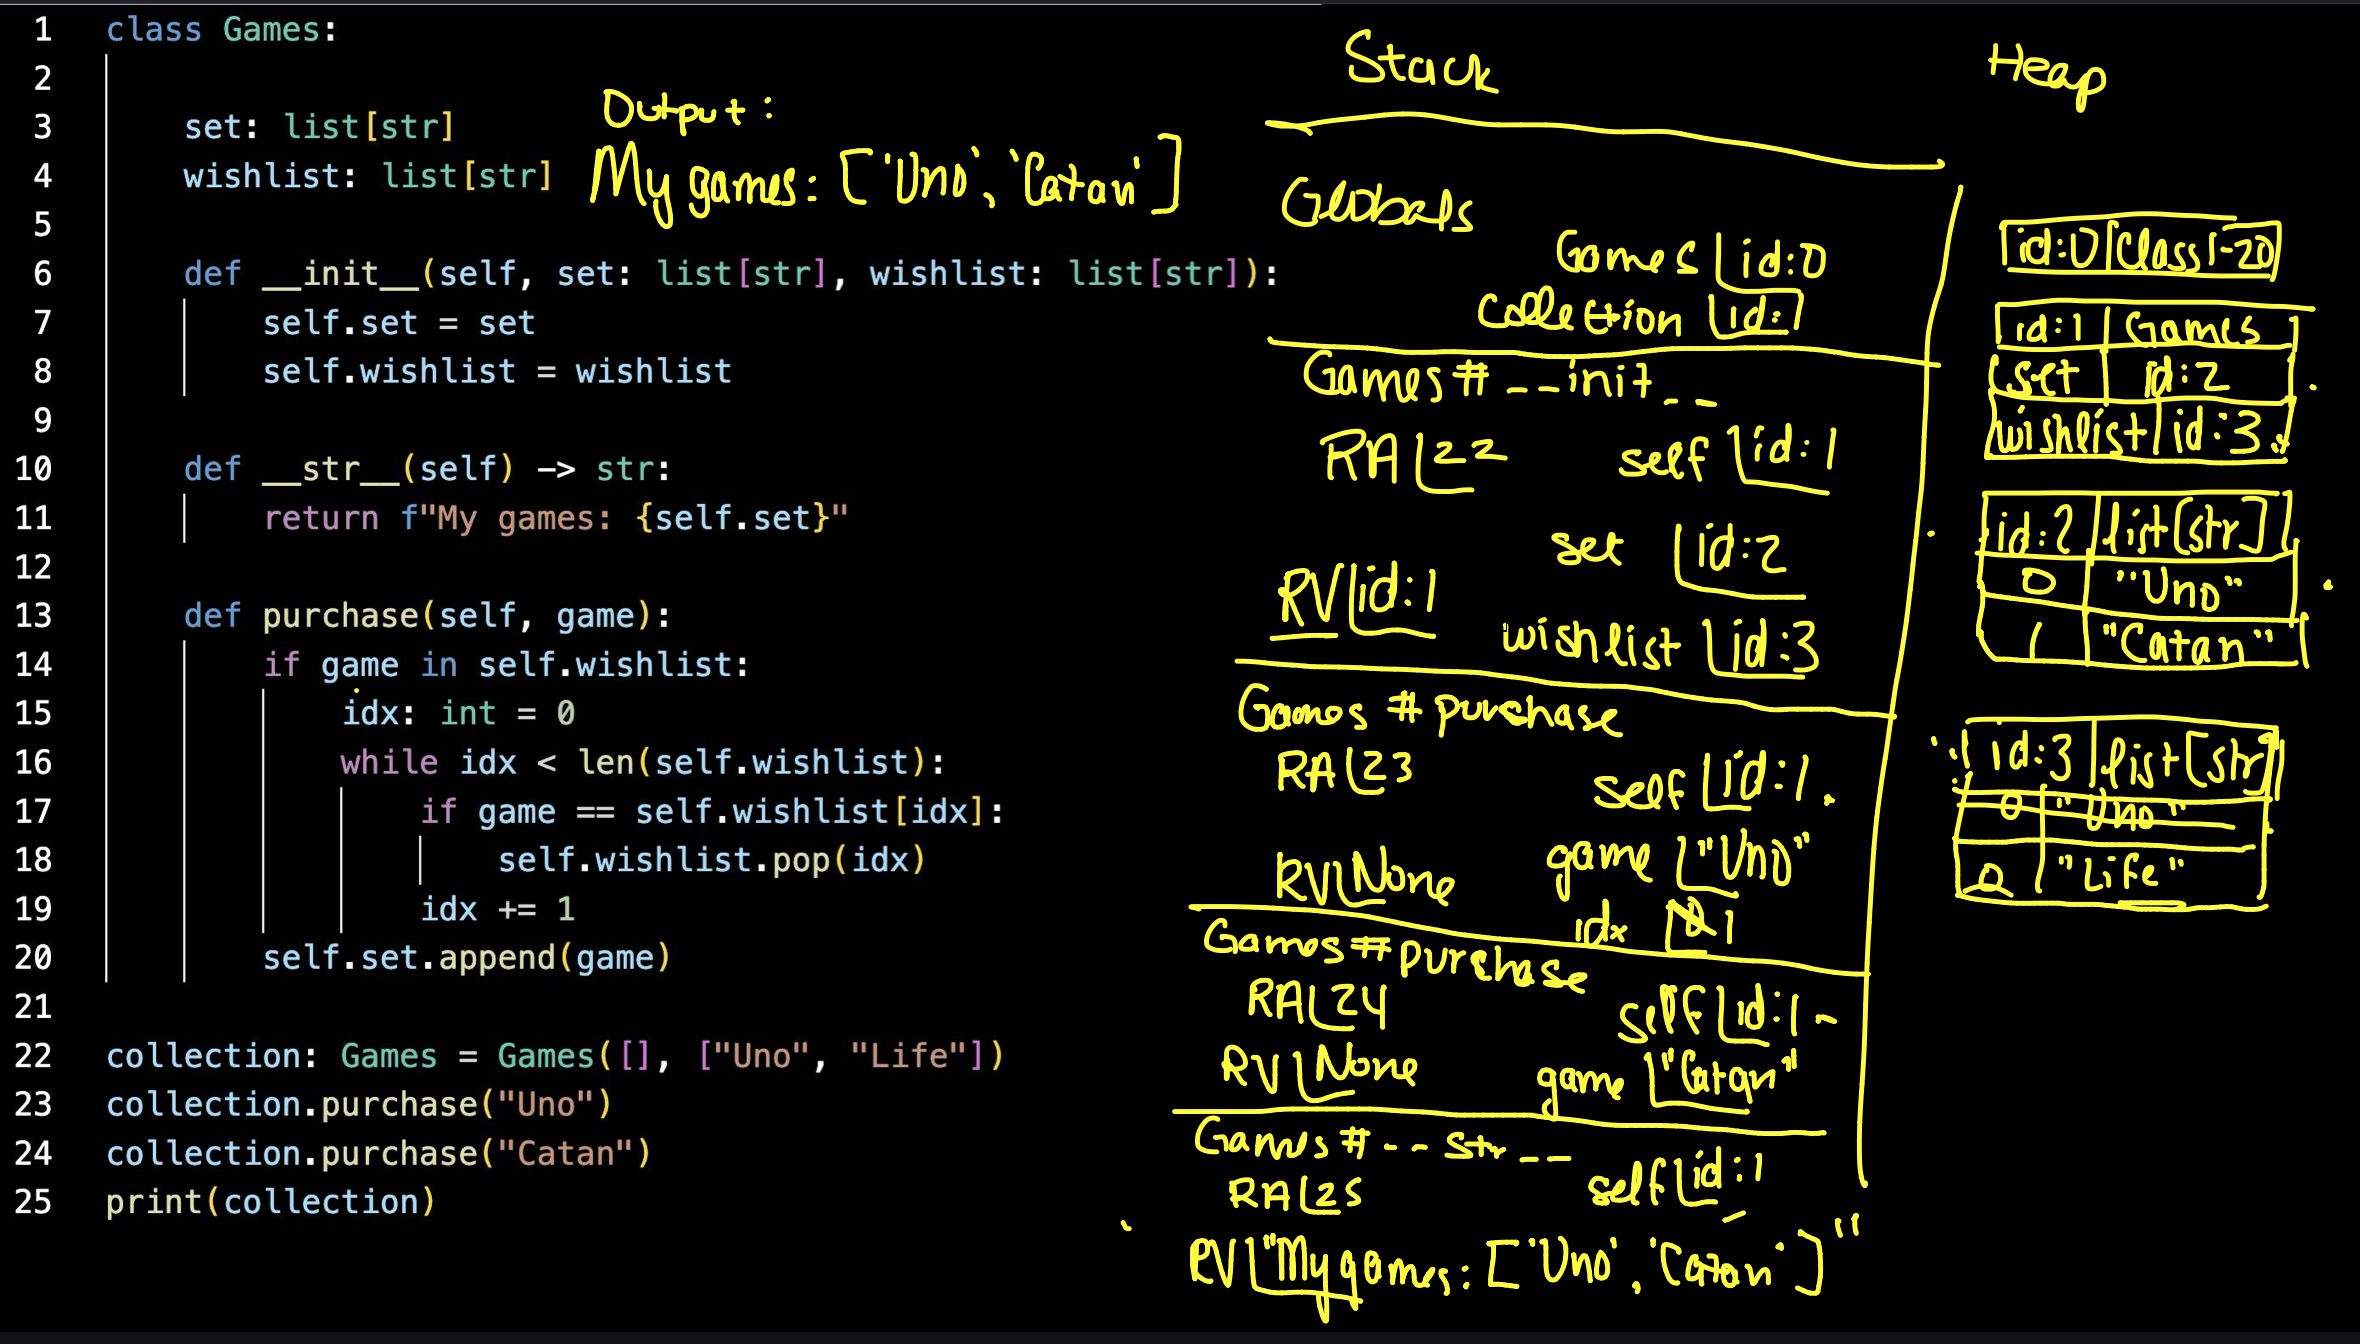 1 class Games:
2
3 set: list[str]
4 wishlist: list[str]
5
6 def __init__(self, set: list[str], wishlist: list[str]):
7 self.set = set
8 self.wishlist = wishlist
9
10 def __str__(self) -> str:
11 return f"My games: {self.set}"
12
13 def purchase(self, game):
14 if game in self.wishlist:
15 idx: int = 0
16 while idx < len(self.wishlist):
17 if game == self.wishlist[idx]:
18 self.wishlist.pop(idx)
19 idx += 1
20 self.set.append(game)
21
22 collection: Games = Games([], ["Uno", "Life"])
23 collection.purchase("Uno")
24 collection.purchase("Catan")
25 print(collection)
Output:
My games: ['Uno', 'Catan']
Stack
Globals
Games id:0
Collection id:1
Games#__init__
RA 22 self id:1
set id:2
RV id:1
wishlist id:3
Games #purchase
RA 23 self id:1
game "Uno"
RV None
idx 0 1
Games#purchase
RA 24 self id:1
RV None game "Catan"
Games#__str__
RA 25 self id:1
RV "My games: ['Uno', 'Catan']"
Heap
id:0 Class 1-20
id:1 Games
set id:2
wishlist id:3
id:2 list[str]
0 "Uno"
1 "Catan"
id:3 list[str]
0 "Uno"
0 "Life"